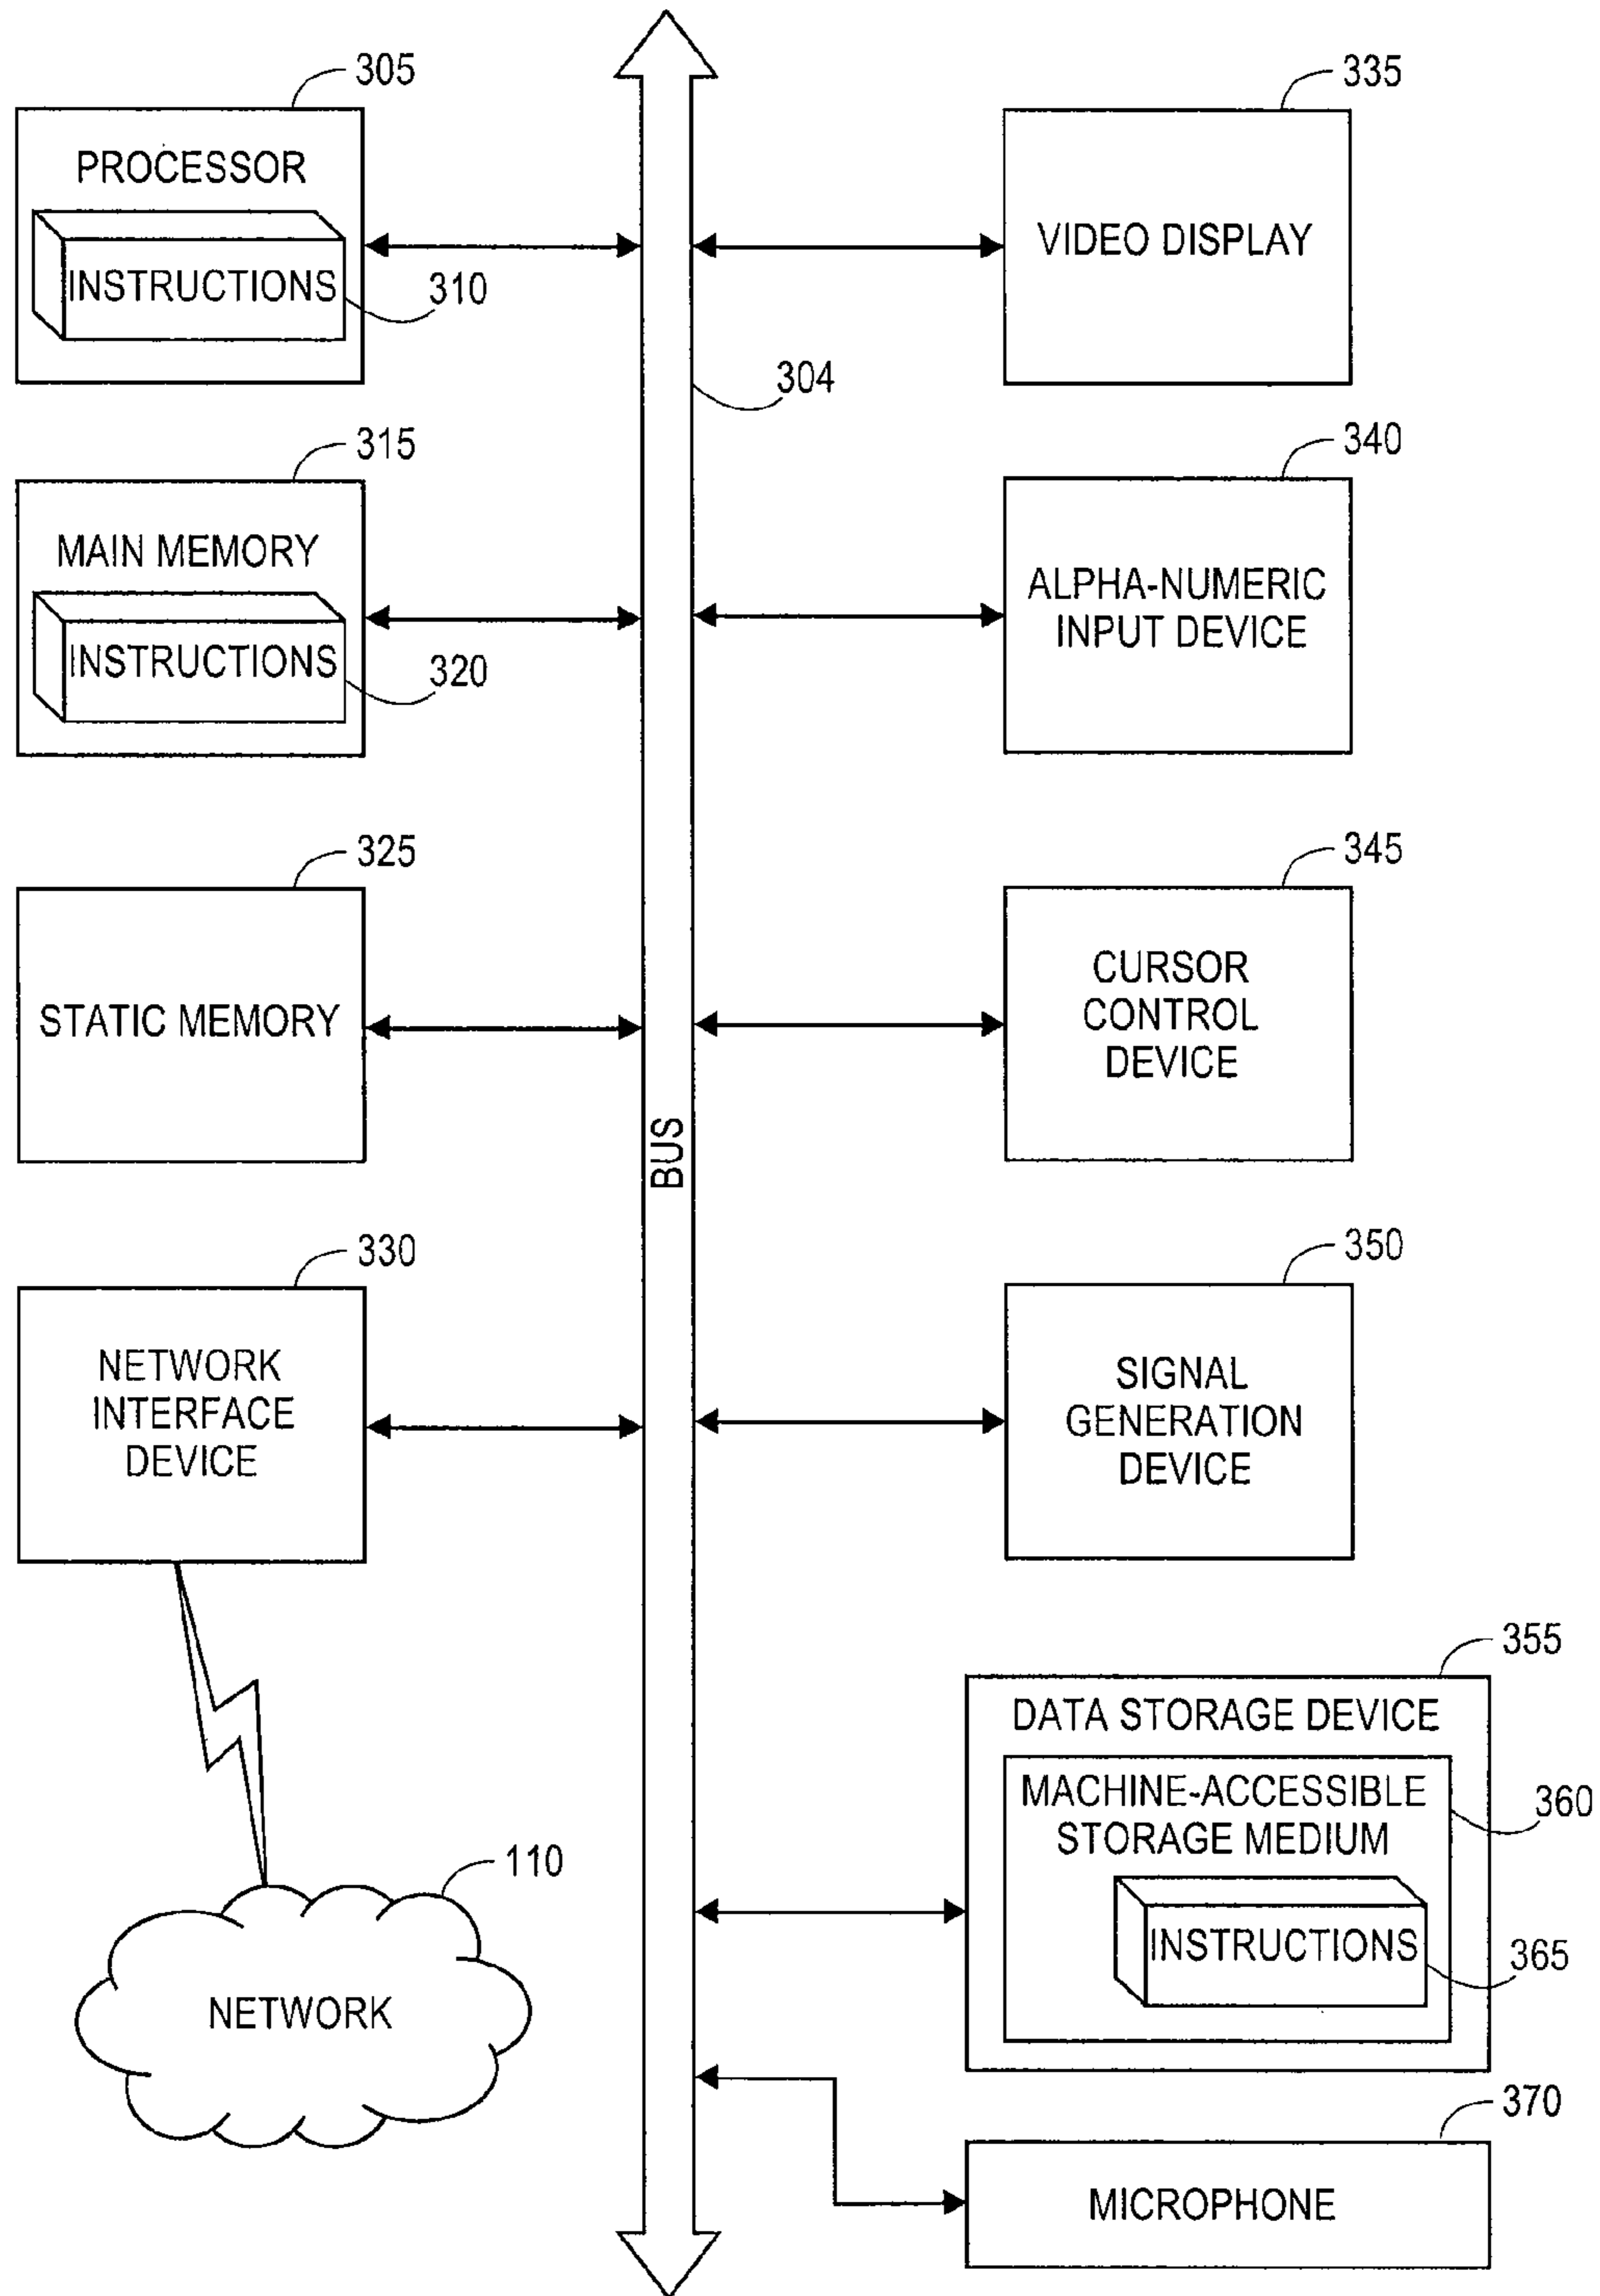 305
PROCESSOR
INSTRUCTIONS
310
315
MAIN MEMORY
INSTRUCTIONS
320
325
STATIC MEMORY
330
NETWORK
INTERFACE
DEVICE
110
NETWORK
304
BUS
335
VIDEO DISPLAY
340
ALPHA-NUMERIC
INPUT DEVICE
345
CURSOR
CONTROL
DEVICE
350
SIGNAL
GENERATION
DEVICE
355
DATA STORAGE DEVICE
MACHINE-ACCESSIBLE
STORAGE MEDIUM
360
INSTRUCTIONS
365
370
MICROPHONE